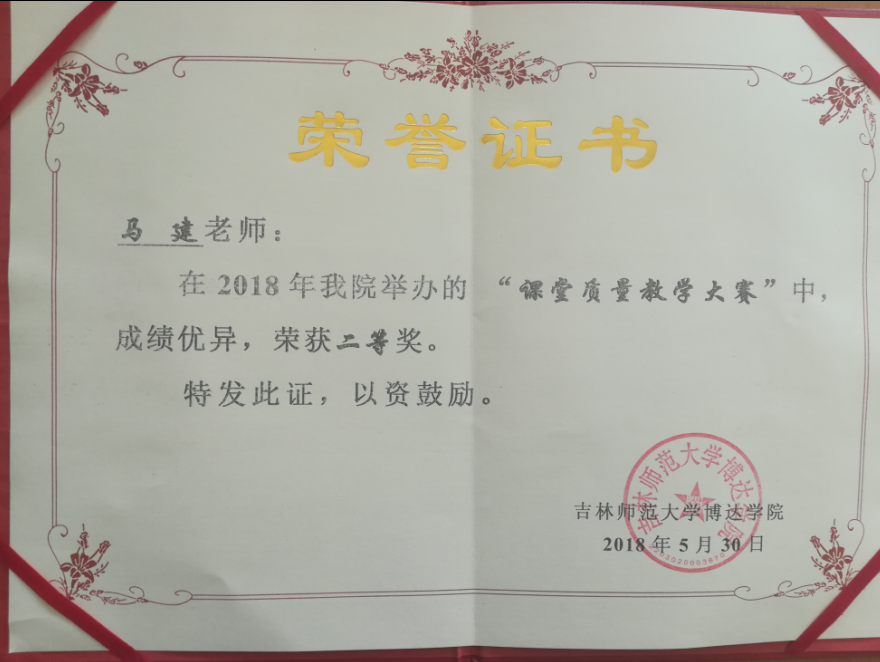 荣誉证书
马 建老师：
在2018年我院举办的 “课堂质量教学大赛”中，
成绩优异，荣获二等奖。
特发此证，以资鼓励。
吉林师范大学博达学院
吉林师范大学博达学院
2018年5月30日